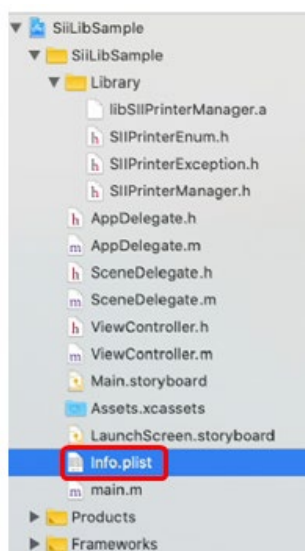 SiiLibSample
SiiLibSample
Library
libSIIPrinterManager.a
h SIIPrinterEnum.h
h SIIPrinterException.h
h SIIPrinterManager.h
h AppDelegate.h
m AppDelegate.m
h SceneDelegate.h
m SceneDelegate.m
h ViewController.h
m ViewController.m
Main.storyboard
Assets.xcassets
LaunchScreen.storyboard
Info.plist
m main.m
Products
Frameworks